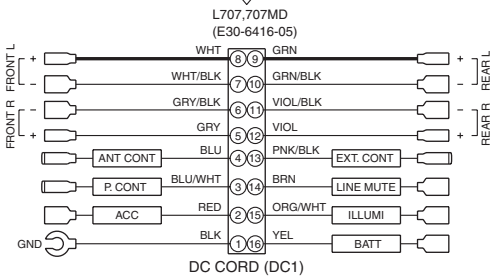 L707,707MD
(E30-6416-05)
FRONT L + WHT 8 9 GRN + REAR L
- WHT/BLK 7 10 GRN/BLK -
FRONT R - GRY/BLK 6 11 VIOL/BLK - REAR R
+ GRY 5 12 VIOL +
ANT CONT BLU 4 13 PNK/BLK EXT. CONT
P. CONT BLU/WHT 3 14 BRN LINE MUTE
ACC RED 2 15 ORG/WHT ILLUMI
GND BLK 1 16 YEL BATT
DC CORD (DC1)